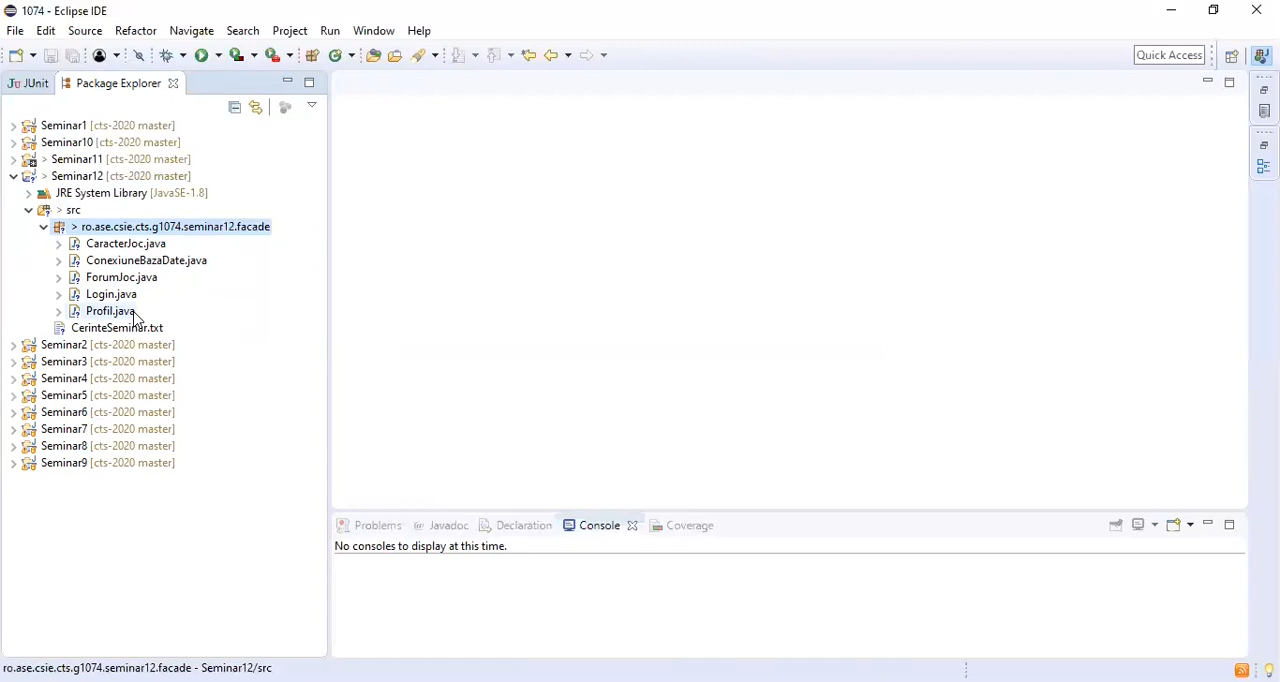 1074 - Eclipse IDE
File Edit Source Refactor Navigate Search Project Run Window Help
Quick Access
JU JUnit Package Explorer
Seminar1 [cts-2020 master]
Seminar10 [cts-2020 master]
> Seminar11 [cts-2020 master]
> Seminar12 [cts-2020 master]
JRE System Library [JavaSE-1.8]
> src
> ro.ase.csie.cts.g1074.seminar12.facade
CaracterJoc.java
ConexiuneBazaDate.java
ForumJoc.java
Login.java
Profil.java
CerinteSeminar.txt
Seminar2 [cts-2020 master]
Seminar3 [cts-2020 master]
Seminar4 [cts-2020 master]
Seminar5 [cts-2020 master]
Seminar6 [cts-2020 master]
Seminar7 [cts-2020 master]
Seminar8 [cts-2020 master]
Seminar9 [cts-2020 master]
Problems @ Javadoc Declaration Console Coverage
No consoles to display at this time.
ro.ase.csie.cts.g1074.seminar12.facade - Seminar12/src